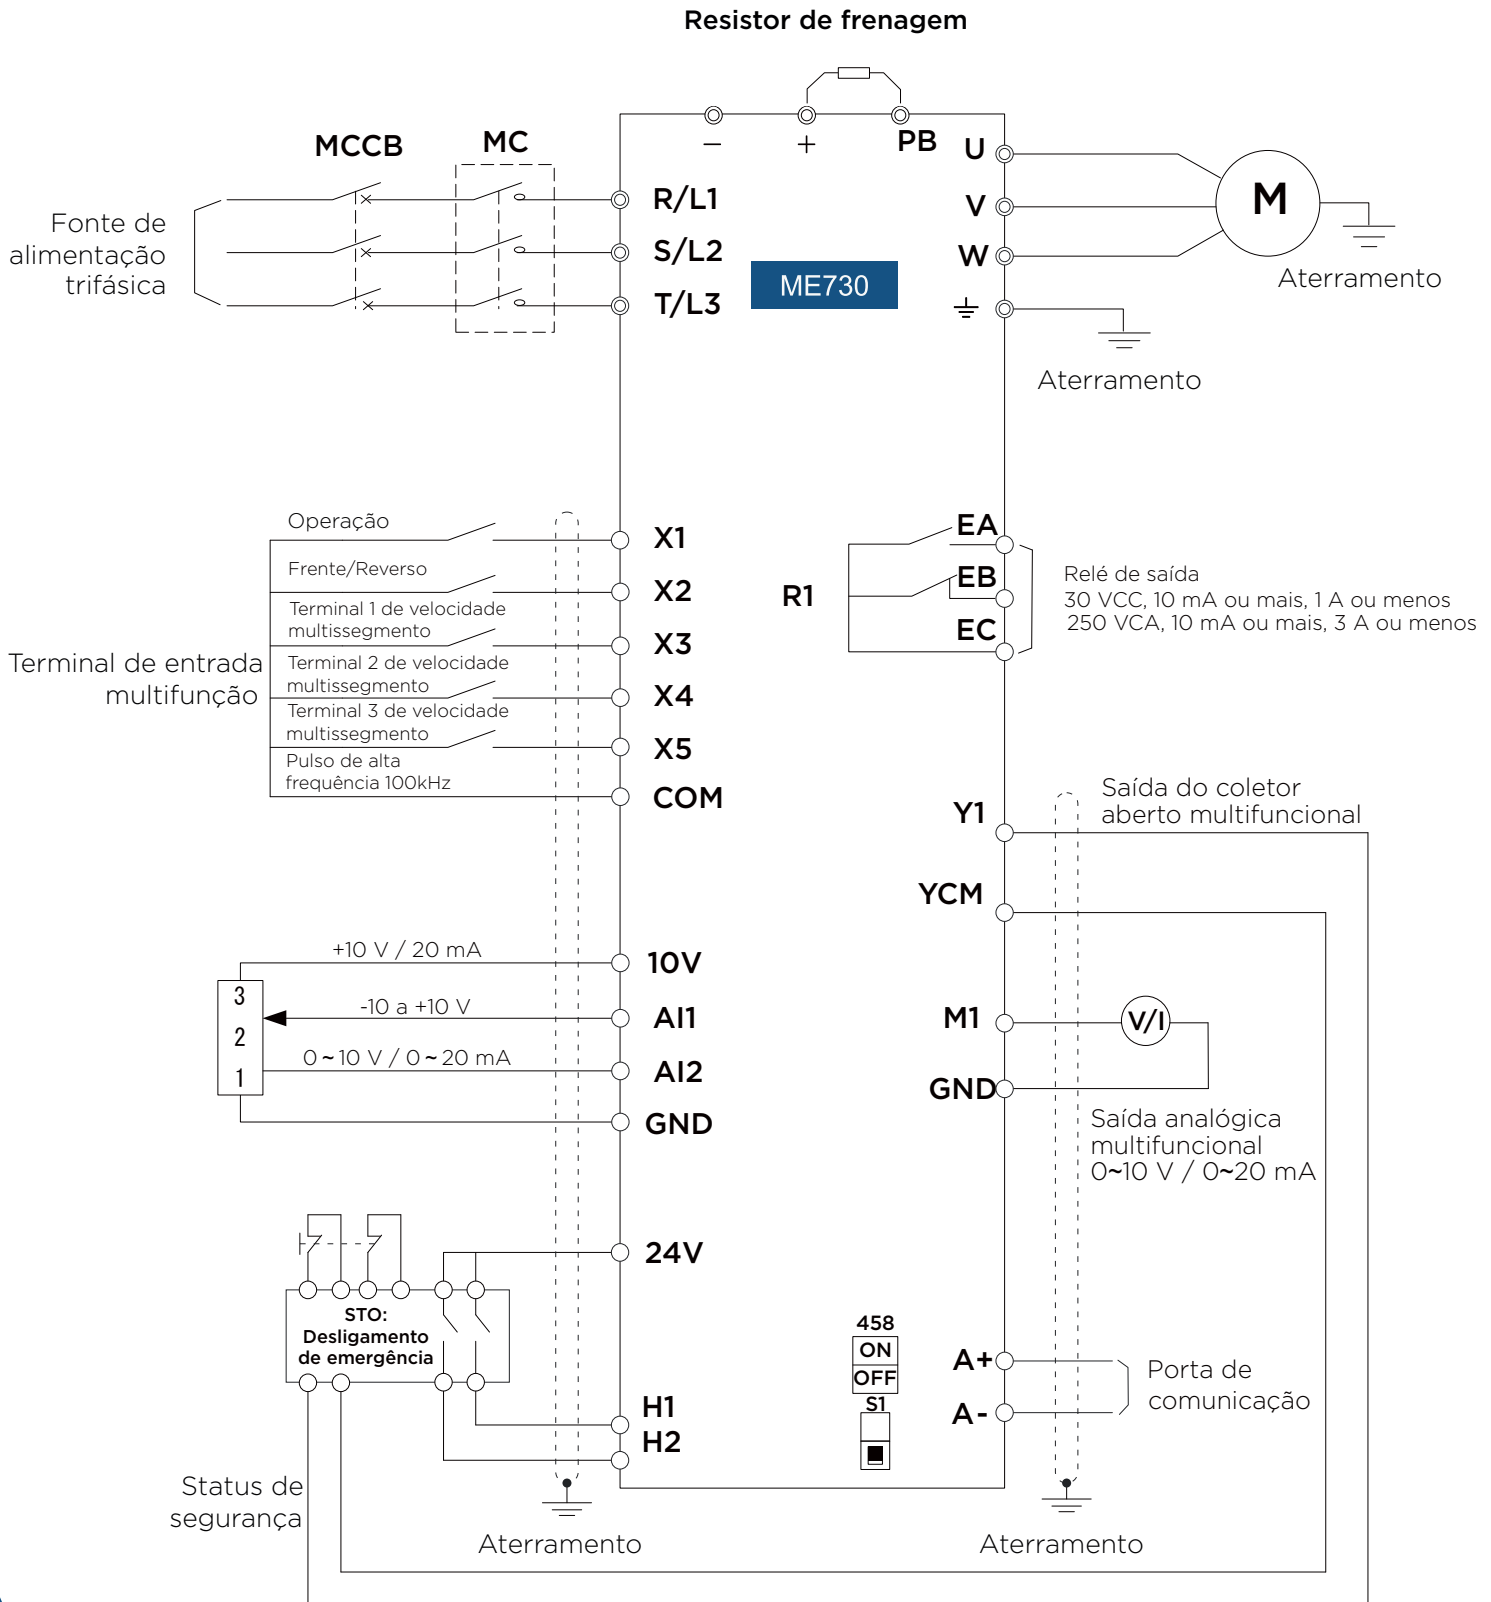 Resistor de frenagem
MCCB
MC
−
+
PB
U
V
W
M
R/L1
S/L2
T/L3
Fonte de
alimentação
trifásica
ME730
Aterramento
Aterramento
Operação
X1
Frente/Reverso
X2
Terminal 1 de velocidade
multissegmento
X3
Terminal 2 de velocidade
multissegmento
X4
Terminal 3 de velocidade
multissegmento
X5
Pulso de alta
frequência 100kHz
COM
Terminal de entrada
multifunção
R1
EA
EB
EC
Relé de saída
30 VCC, 10 mA ou mais, 1 A ou menos
250 VCA, 10 mA ou mais, 3 A ou menos
Y1
Saída do coletor
aberto multifuncional
YCM
+10 V / 20 mA
10V
3
2
1
-10 a +10 V
AI1
0~10 V / 0~20 mA
AI2
GND
M1
V/I
GND
Saída analógica
multifuncional
0~10 V / 0~20 mA
24V
STO:
Desligamento
de emergência
H1
H2
458
ON
OFF
S1
A+
A-
Porta de
comunicação
Status de
segurança
Aterramento
Aterramento